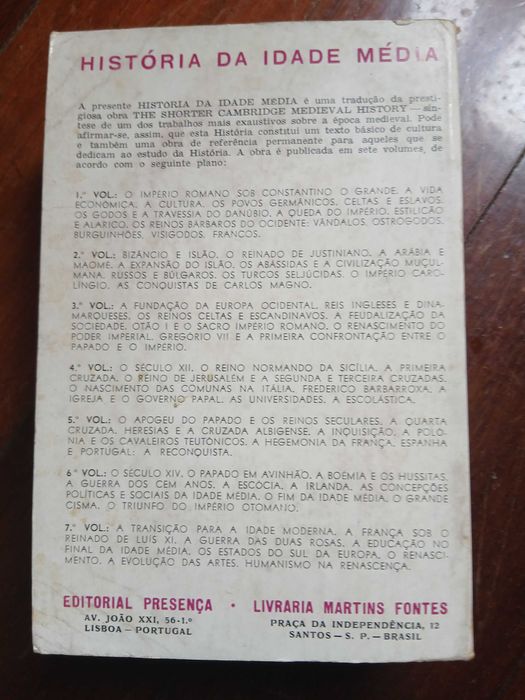 HISTÓRIA DA IDADE MÉDIA
A presente HISTORIA DA IDADE MEDIA é uma tradução da presti-
giosa obra THE SHORTER CAMBRIDGE MEDIEVAL HISTORY — sín-
tese de um dos trabalhos mais exaustivos sobre a época medieval. Pode
afirmar-se, assim, que esta História constitui um texto básico de cultura
e também uma obra de referência permanente para aqueles que se
dedicam ao estudo da História. A obra é publicada em sete volumes, de
acordo com o seguinte plano:
1.º VOL.: O IMPÉRIO ROMANO SOB CONSTANTINO O GRANDE. A VIDA
ECONÓMICA. A CULTURA. OS POVOS GERMÂNICOS. CELTAS E ESLAVOS.
OS GODOS E A TRAVESSIA DO DANÚBIO. A QUEDA DO IMPÉRIO. ESTILICÃO
E ALARICO. OS REINOS BÁRBAROS DO OCIDENTE: VÂNDALOS, OSTROGODOS,
BURGUINHÕES, VISIGODOS, FRANCOS.
2.º VOL.: BIZÂNCIO E ISLÃO. O REINADO DE JUSTINIANO. A ARÁBIA E
MAOMÉ. A EXPANSÃO DO ISLÃO. OS ABÁSSIDAS E A CIVILIZAÇÃO MUÇUL-
MANA. RUSSOS E BÚLGAROS. OS TURCOS SELJÚCIDAS. O IMPÉRIO CARO-
LÍNGIO. AS CONQUISTAS DE CARLOS MAGNO.
3.º VOL.: A FUNDAÇÃO DA EUROPA OCIDENTAL. REIS INGLESES E DINA-
MARQUESES. OS REINOS CELTAS E ESCANDINAVOS. A FEUDALIZAÇÃO DA
SOCIEDADE. OTÃO I E O SACRO IMPÉRIO ROMANO. O RENASCIMENTO DO
PODER IMPERIAL. GREGÓRIO VII E A PRIMEIRA CONFRONTAÇÃO ENTRE O
PAPADO E O IMPÉRIO.
4.º VOL.: O SÉCULO XII. O REINO NORMANDO DA SICÍLIA. A PRIMEIRA
CRUZADA. O REINO DE JERUSALÉM E A SEGUNDA E TERCEIRA CRUZADAS.
O NASCIMENTO DAS COMUNAS NA ITÁLIA. FREDERICO BARBARROXA. A
IGREJA E O GOVERNO PAPAL. AS UNIVERSIDADES. A ESCOLÁSTICA.
5.º VOL.: O APOGEU DO PAPADO E OS REINOS SECULARES. A QUARTA
CRUZADA. HERESIAS E A CRUZADA ALBIGENSE. A INQUISIÇÃO. A POLÓ-
NIA E OS CAVALEIROS TEUTÓNICOS. A HEGEMONIA DA FRANÇA. ESPANHA
E PORTUGAL: A RECONQUISTA.
6.º VOL.: O SÉCULO XIV. O PAPADO EM AVINHÃO. A BOEMIA E OS HUSSITAS.
A GUERRA DOS CEM ANOS. A ESCÓCIA. A IRLANDA. AS CONCEPÇÕES
POLÍTICAS E SOCIAIS DA IDADE MÉDIA. O FIM DA IDADE MÉDIA. O GRANDE
CISMA. O TRIUNFO DO IMPÉRIO OTOMANO.
7.º VOL.: A TRANSIÇÃO PARA A IDADE MODERNA. A FRANÇA SOB O
REINADO DE LUÍS XI. A GUERRA DAS DUAS ROSAS. A EDUCAÇÃO NO
FINAL DA IDADE MÉDIA. OS ESTADOS DO SUL DA EUROPA. O RENASCI-
MENTO. A EVOLUÇÃO DAS ARTES. HUMANISMO NA RENASCENÇA.
EDITORIAL PRESENÇA • LIVRARIA MARTINS FONTES
AV. JOÃO XXI, 56-1.º
LISBOA — PORTUGAL
PRAÇA DA INDEPENDÊNCIA, 12
SANTOS — S. P. — BRASIL